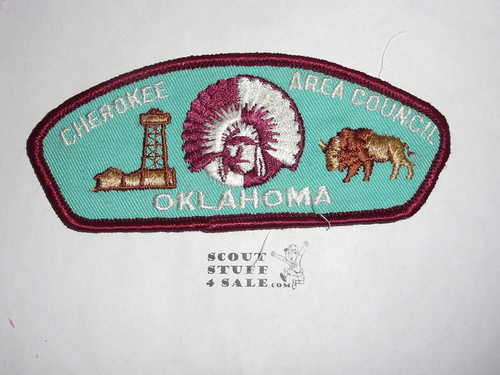 CHEROKEE AREA COUNCIL
OKLAHOMA
SCOUT
STUFF
4 SALE.COM